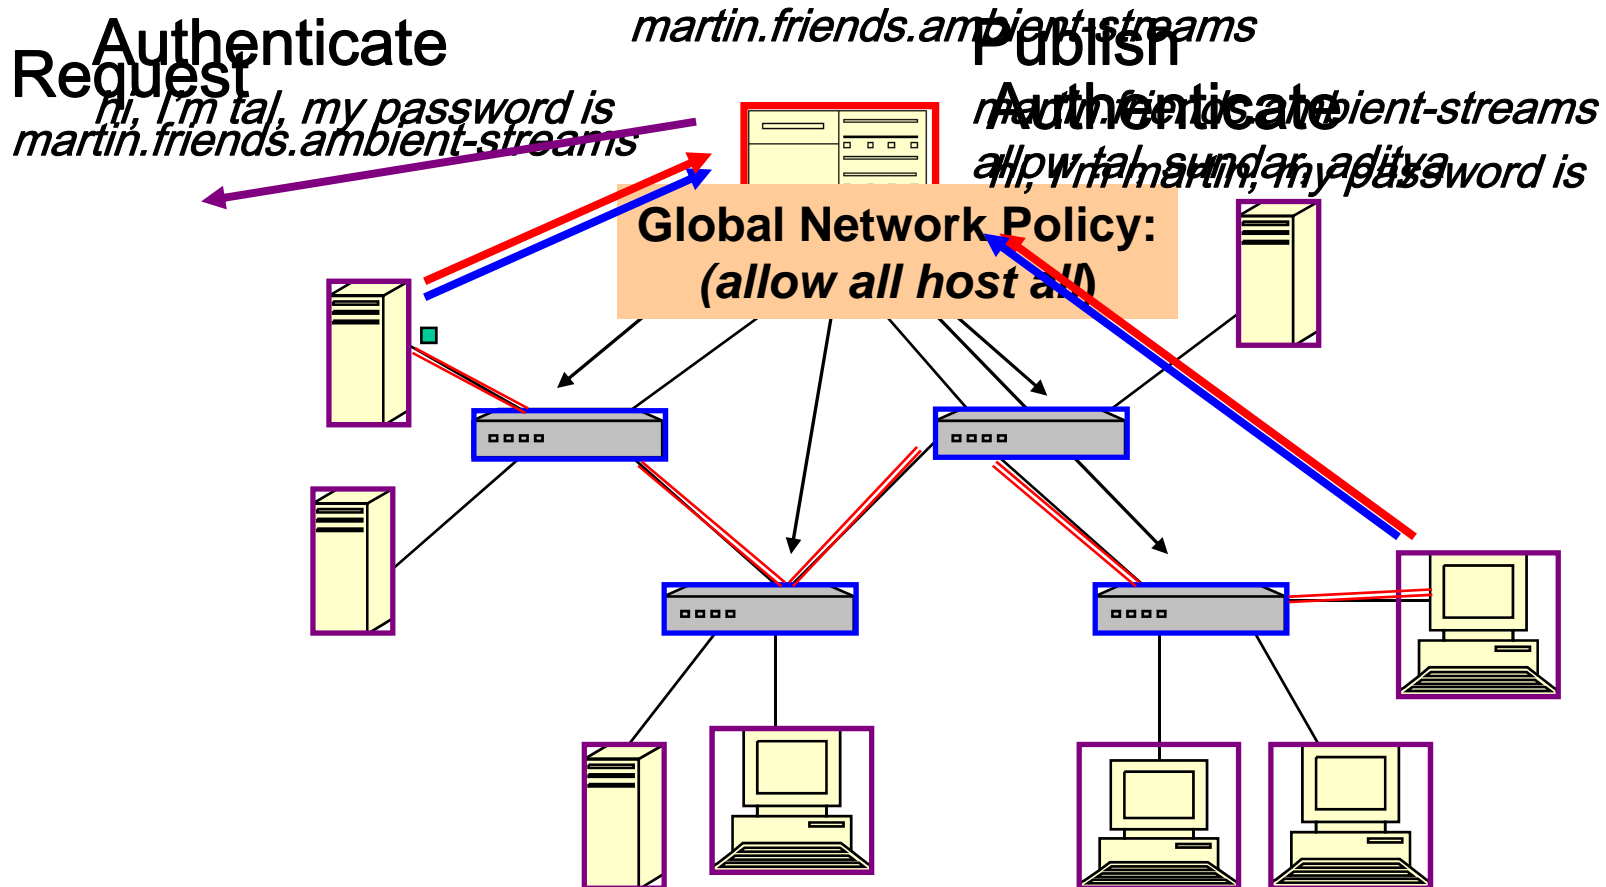 Authenticate
hi, I'm tal, my password is
Request
martin.friends.ambient-streams
martin.friends.ambient-streams
Publish
martin.friends.ambient-streams
allow tal, sundar, aditya
Authenticate
hi, I'm martin, my password is
Global Network Policy:
(allow all host all)